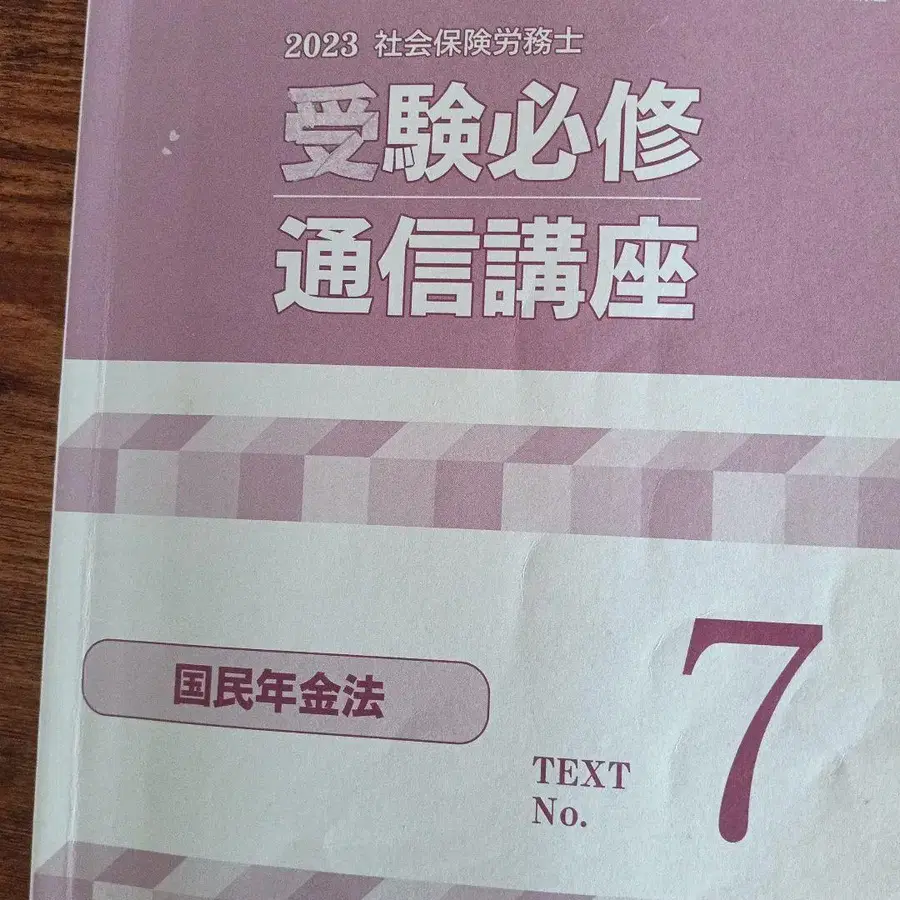 2023 社会保険労務士
受験必修
通信講座
国民年金法
TEXT
No.
7